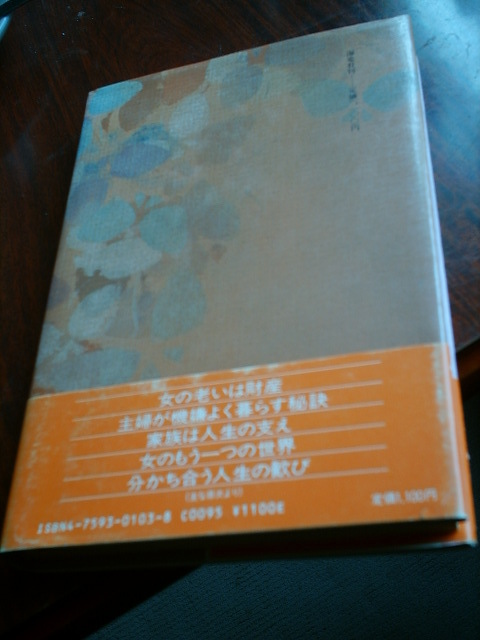 女の老いは財産
主婦が機嫌よく暮らす秘訣
家族は人生の支え
女のもう一つの世界
分かち合う人生の歓び
ISBN4-7593-0103-8 C0095 ¥1100E
定価1,100円